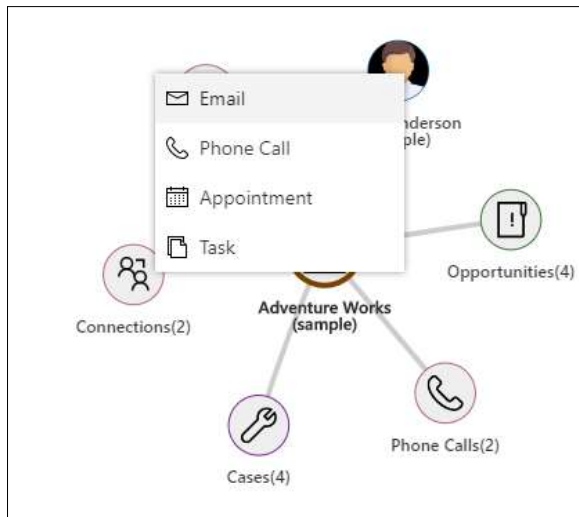 Email
nderson
Phone Call
ple)
Appointment
Task
Opportunities(4)
Adventure Works
(sample)
Connections(2)
Phone Calls(2)
Cases(4)